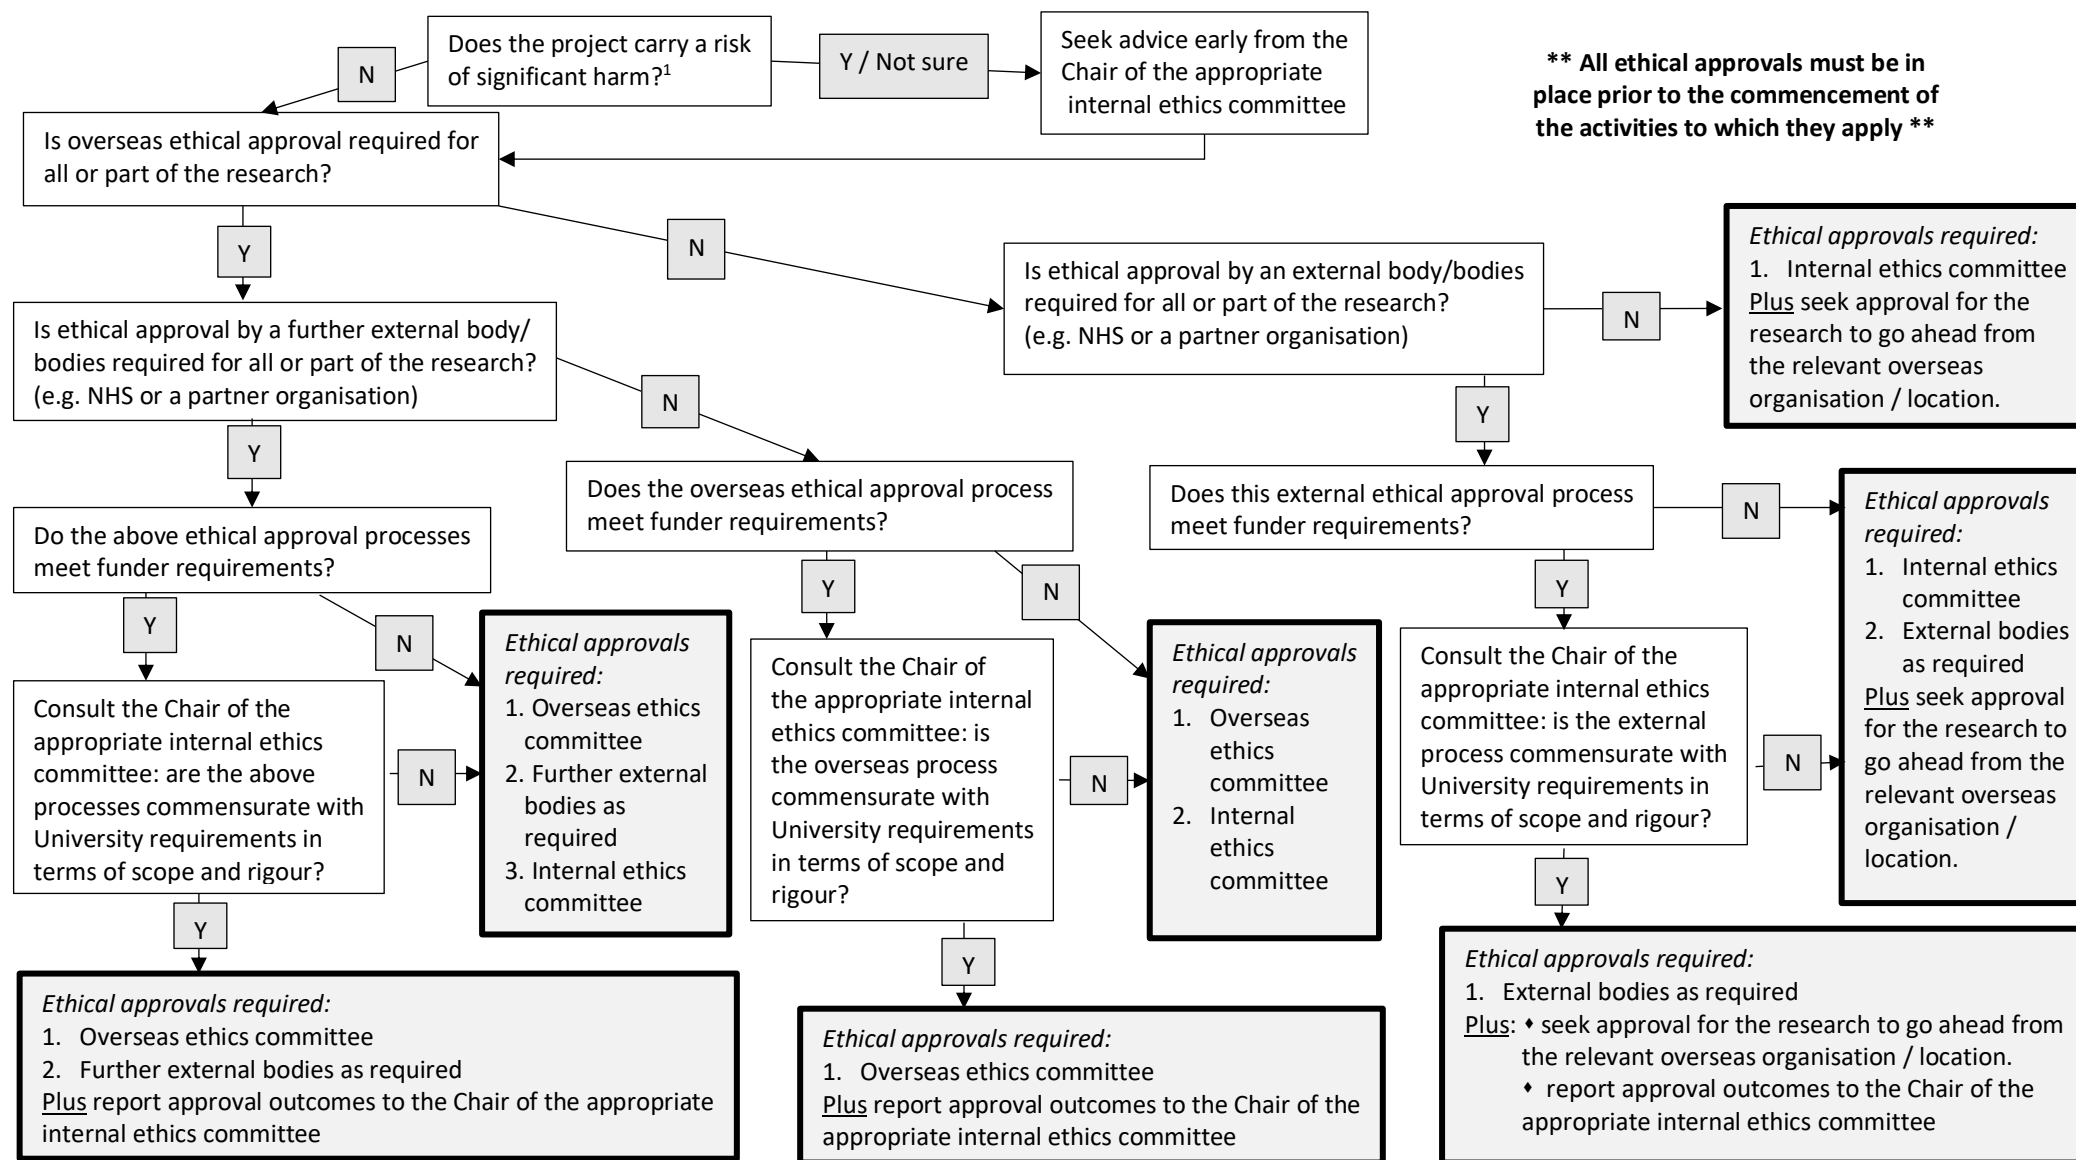 Does the project carry a risk
of significant harm?¹
N
Y / Not sure
Seek advice early from the
Chair of the appropriate
internal ethics committee
** All ethical approvals must be in
place prior to the commencement of
the activities to which they apply **
Is overseas ethical approval required for
all or part of the research?
Y
N
Is ethical approval by an external body/bodies
required for all or part of the research?
(e.g. NHS or a partner organisation)
N
Ethical approvals required:
1. Internal ethics committee
Plus seek approval for the
research to go ahead from
the relevant overseas
organisation / location.
Is ethical approval by a further external body/
bodies required for all or part of the research?
(e.g. NHS or a partner organisation)
N
Y
Y
Does the overseas ethical approval process
meet funder requirements?
Does this external ethical approval process
meet funder requirements?
N
Ethical approvals
required:
1. Internal ethics
committee
2. External bodies
as required
Plus seek approval
for the research to
go ahead from the
relevant overseas
organisation /
location.
Do the above ethical approval processes
meet funder requirements?
Y
N
Y
N
Y
Ethical approvals
required:
1. Overseas ethics
committee
2. Further external
bodies as
required
3. Internal ethics
committee
Consult the Chair of
the appropriate internal
ethics committee: is
the overseas process
commensurate with
University requirements
in terms of scope and
rigour?
N
Ethical approvals
required:
1. Overseas
ethics
committee
2. Internal
ethics
committee
Consult the Chair of the
appropriate internal ethics
committee: is the external
process commensurate with
University requirements in
terms of scope and rigour?
N
Consult the Chair of the
appropriate internal ethics
committee: are the above
processes commensurate with
University requirements in
terms of scope and rigour?
N
Y
Y
Y
Ethical approvals required:
1. Overseas ethics committee
2. Further external bodies as required
Plus report approval outcomes to the Chair of the appropriate
internal ethics committee
Ethical approvals required:
1. Overseas ethics committee
Plus report approval outcomes to the Chair of the
appropriate internal ethics committee
Ethical approvals required:
1. External bodies as required
Plus: ♦ seek approval for the research to go ahead from
the relevant overseas organisation / location.
♦ report approval outcomes to the Chair of the
appropriate internal ethics committee